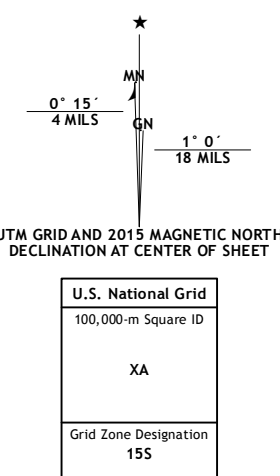 ★
MN
0° 15´
4 MILS
GN
1° 0´
18 MILS
UTM GRID AND 2015 MAGNETIC NORTH
DECLINATION AT CENTER OF SHEET
U.S. National Grid
100,000-m Square ID
XA
Grid Zone Designation
15S